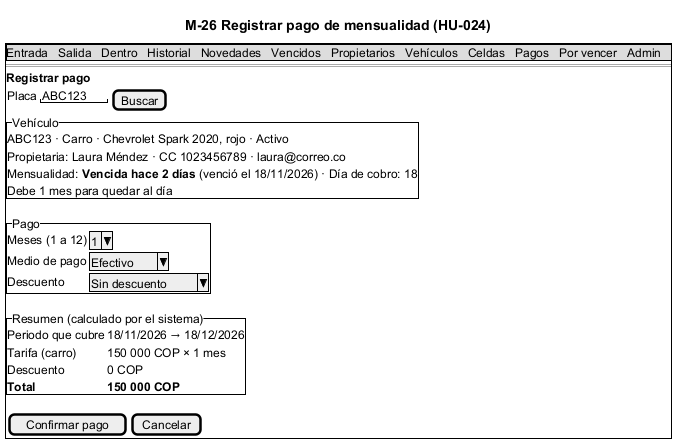 M-26 Registrar pago de mensualidad (HU-024)
Entrada Salida Dentro Historial Novedades Vencidos Propietarios Vehículos Celdas Pagos Por vencer Admin
Registrar pago
Placa ABC123 Buscar
Vehículo
ABC123 · Carro · Chevrolet Spark 2020, rojo · Activo
Propietaria: Laura Méndez · CC 1023456789 · laura@correo.co
Mensualidad: Vencida hace 2 días (venció el 18/11/2026) · Día de cobro: 18
Debe 1 mes para quedar al día
Pago
Meses (1 a 12) 1
Medio de pago Efectivo
Descuento Sin descuento
Resumen (calculado por el sistema)
Periodo que cubre 18/11/2026 → 18/12/2026
Tarifa (carro) 150 000 COP × 1 mes
Descuento 0 COP
Total 150 000 COP
Confirmar pago Cancelar